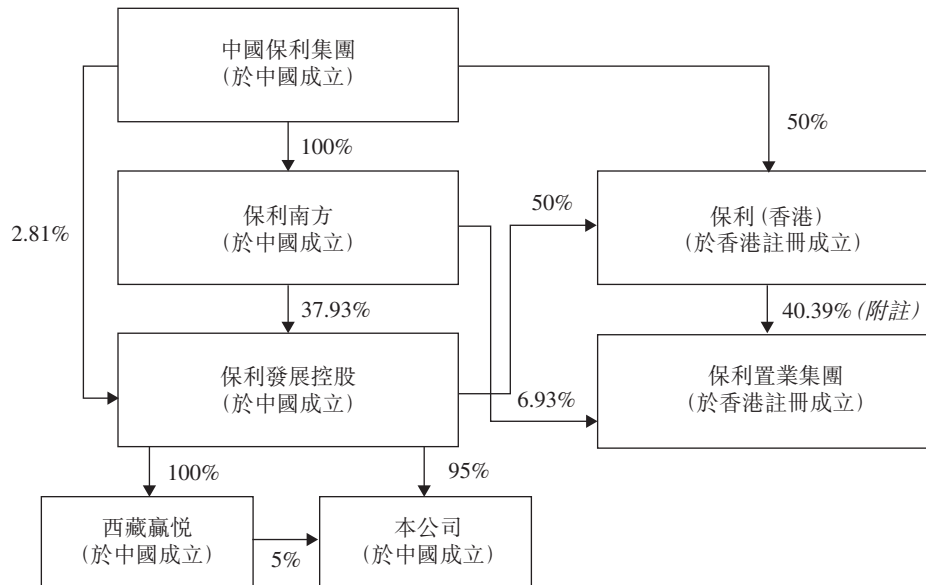 中國保利集團
（於中國成立）
50%
100%
保利南方
（於中國成立）
50%
保利（香港）
（於香港註冊成立）
2.81%
37.93%
40.39%（附註）
保利發展控股
（於中國成立）
6.93%
保利置業集團
（於香港註冊成立）
100%
95%
西藏贏悦
（於中國成立）
5%
本公司
（於中國成立）